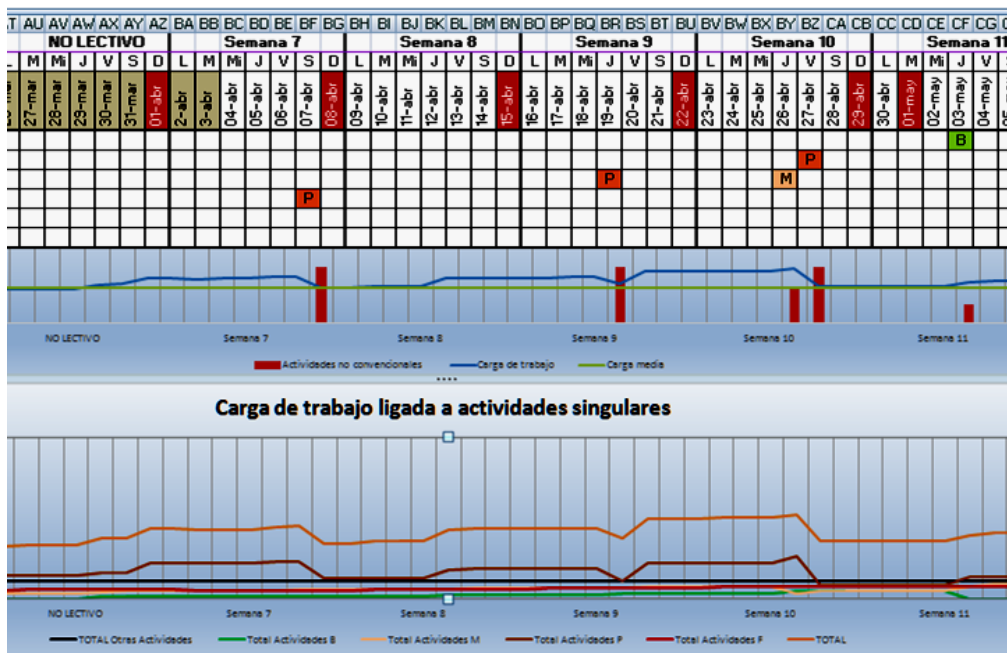 AU AV AW AX AY AZ BA BB BC BD BE BF BG BH BI BJ BK BL BM BN BO BP BQ BR BS BT BU BV BW BX BY BZ CA CB CC CD CE CF CG
NO LECTIVO Semana 7 Semana 8 Semana 9 Semana 10 Semana 11
L M Mi J V S D L M Mi J V S D L M Mi J V S D L M Mi J V S D L M Mi J V S D L M Mi J V
27-mar 28-mar 29-mar 30-mar 31-mar 01-abr 2-abr 3-abr 04-abr 05-abr 06-abr 07-abr 08-abr 09-abr 10-abr 11-abr 12-abr 13-abr 14-abr 15-abr 16-abr 17-abr 18-abr 19-abr 20-abr 21-abr 22-abr 23-abr 24-abr 25-abr 26-abr 27-abr 28-abr 29-abr 30-abr 01-may 02-may 03-may 04-may
B
P
P M
P
NO LECTIVO Semana 7 Semana 8 Semana 9 Semana 10 Semana 11
Actividades no convencionales Carga de trabajo Carga media
Carga de trabajo ligada a actividades singulares
NO LECTIVO Semana 7 Semana 8 Semana 9 Semana 10 Semana 11
TOTAL Otras Actividades Total Actividades B Total Actividades M Total Actividades P Total Actividades F TOTAL